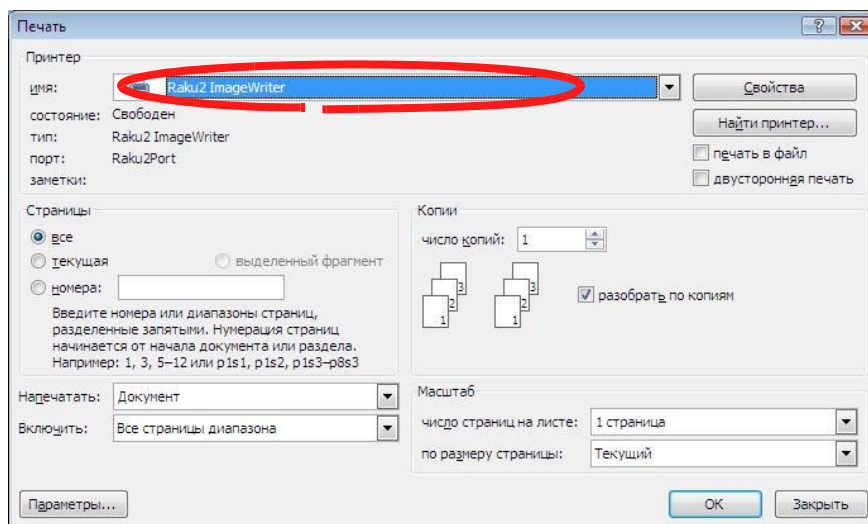 Печать
Принтер
имя: Raku2 ImageWriter
Свойства
состояние: Свободен
Найти принтер...
тип: Raku2 ImageWriter
порт: Raku2Port
печать в файл
заметки:
двусторонняя печать
Страницы
все
текущая
выделенный фрагмент
номера:
Введите номера или диапазоны страниц,
разделенные запятыми. Нумерация страниц
начинается от начала документа или раздела.
Например: 1, 3, 5–12 или p1s1, p1s2, p1s3–p8s3
Копии
число копий: 1
3
2
1
3
2
1
разобрать по копиям
Напечатать: Документ
Включить: Все страницы диапазона
Масштаб
число страниц на листе: 1 страница
по размеру страницы: Текущий
Параметры...
ОК
Закрыть